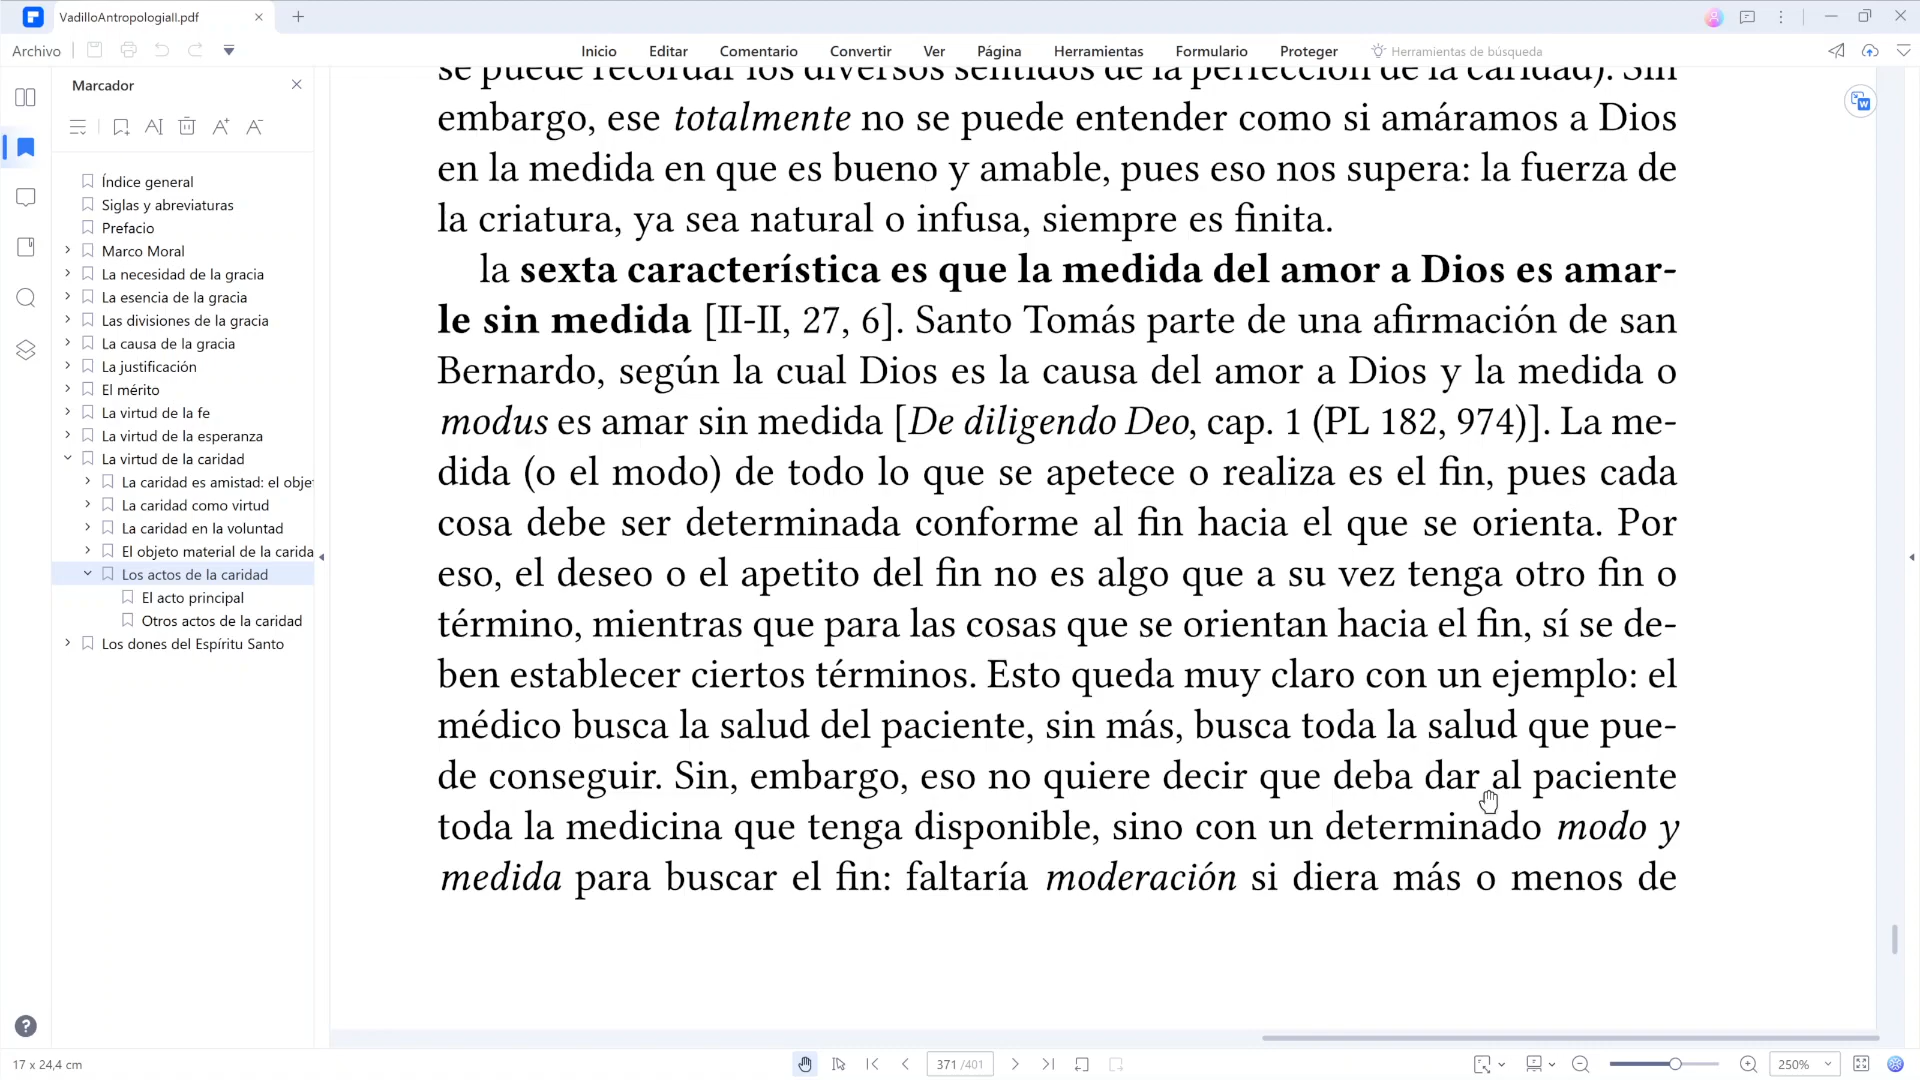 VadilloAntropologiaII.pdf
Archivo
Inicio
Editar
Comentario
Convertir
Ver
Página
Herramientas
Formulario
Proteger
Herramientas de búsqueda
Marcador
Índice general
Siglas y abreviaturas
Prefacio
Marco Moral
La necesidad de la gracia
La esencia de la gracia
Las divisiones de la gracia
La causa de la gracia
La justificación
El mérito
La virtud de la fe
La virtud de la esperanza
La virtud de la caridad
La caridad es amistad: el obje
La caridad como virtud
La caridad en la voluntad
El objeto material de la carida
Los actos de la caridad
El acto principal
Otros actos de la caridad
Los dones del Espíritu Santo
se puede recordar los diversos sentidos de la perfección de la caridad). Sin
embargo, ese totalmente no se puede entender como si amáramos a Dios
en la medida en que es bueno y amable, pues eso nos supera: la fuerza de
la criatura, ya sea natural o infusa, siempre es finita.
la sexta característica es que la medida del amor a Dios es amar-
le sin medida [II-II, 27, 6]. Santo Tomás parte de una afirmación de san
Bernardo, según la cual Dios es la causa del amor a Dios y la medida o
modus es amar sin medida [De diligendo Deo, cap. 1 (PL 182, 974)]. La me-
dida (o el modo) de todo lo que se apetece o realiza es el fin, pues cada
cosa debe ser determinada conforme al fin hacia el que se orienta. Por
eso, el deseo o el apetito del fin no es algo que a su vez tenga otro fin o
término, mientras que para las cosas que se orientan hacia el fin, sí se de-
ben establecer ciertos términos. Esto queda muy claro con un ejemplo: el
médico busca la salud del paciente, sin más, busca toda la salud que pue-
de conseguir. Sin, embargo, eso no quiere decir que deba dar al paciente
toda la medicina que tenga disponible, sino con un determinado modo y
medida para buscar el fin: faltaría moderación si diera más o menos de
17 x 24,4 cm
371 /401
250%